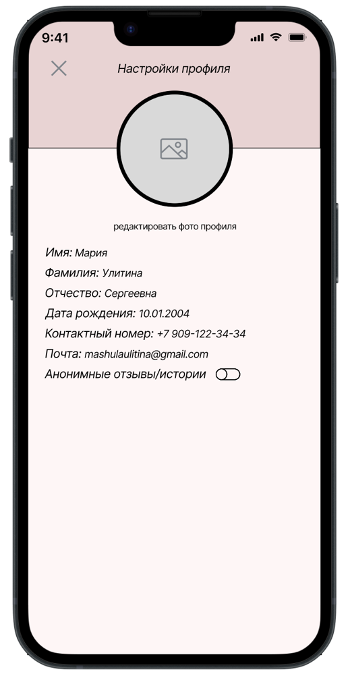 9:41
Настройки профиля
редактировать фото профиля
Имя: Мария
Фамилия: Улитина
Отчество: Сергеевна
Дата рождения: 10.01.2004
Контактный номер: +7 909-122-34-34
Почта: mashulaulitina@gmail.com
Анонимные отзывы/истории